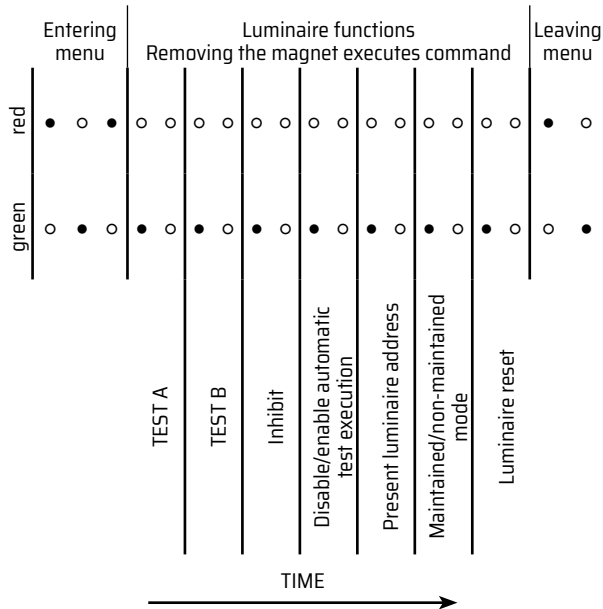 Entering
menu
Luminaire functions
Removing the magnet executes command
Leaving
menu
red
green
TEST A
TEST B
Inhibit
Disable/enable automatic
test execution
Present luminaire address
Maintained/non-maintained
mode
Luminaire reset
TIME